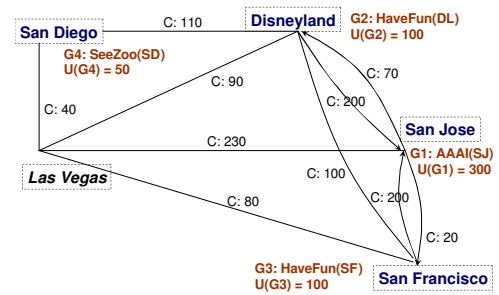 C: 110
Disneyland
G2: HaveFun(DL)
U(G2) = 100
San Diego
G4: SeeZoo(SD)
U(G4) = 50
C: 90
C: 70
C: 200
C: 40
San Jose
C: 230
G1: AAAI(SJ)
U(G1) = 300
Las Vegas
C: 100
C: 80
C: 200
C: 20
G3: HaveFun(SF)
U(G3) = 100
San Francisco